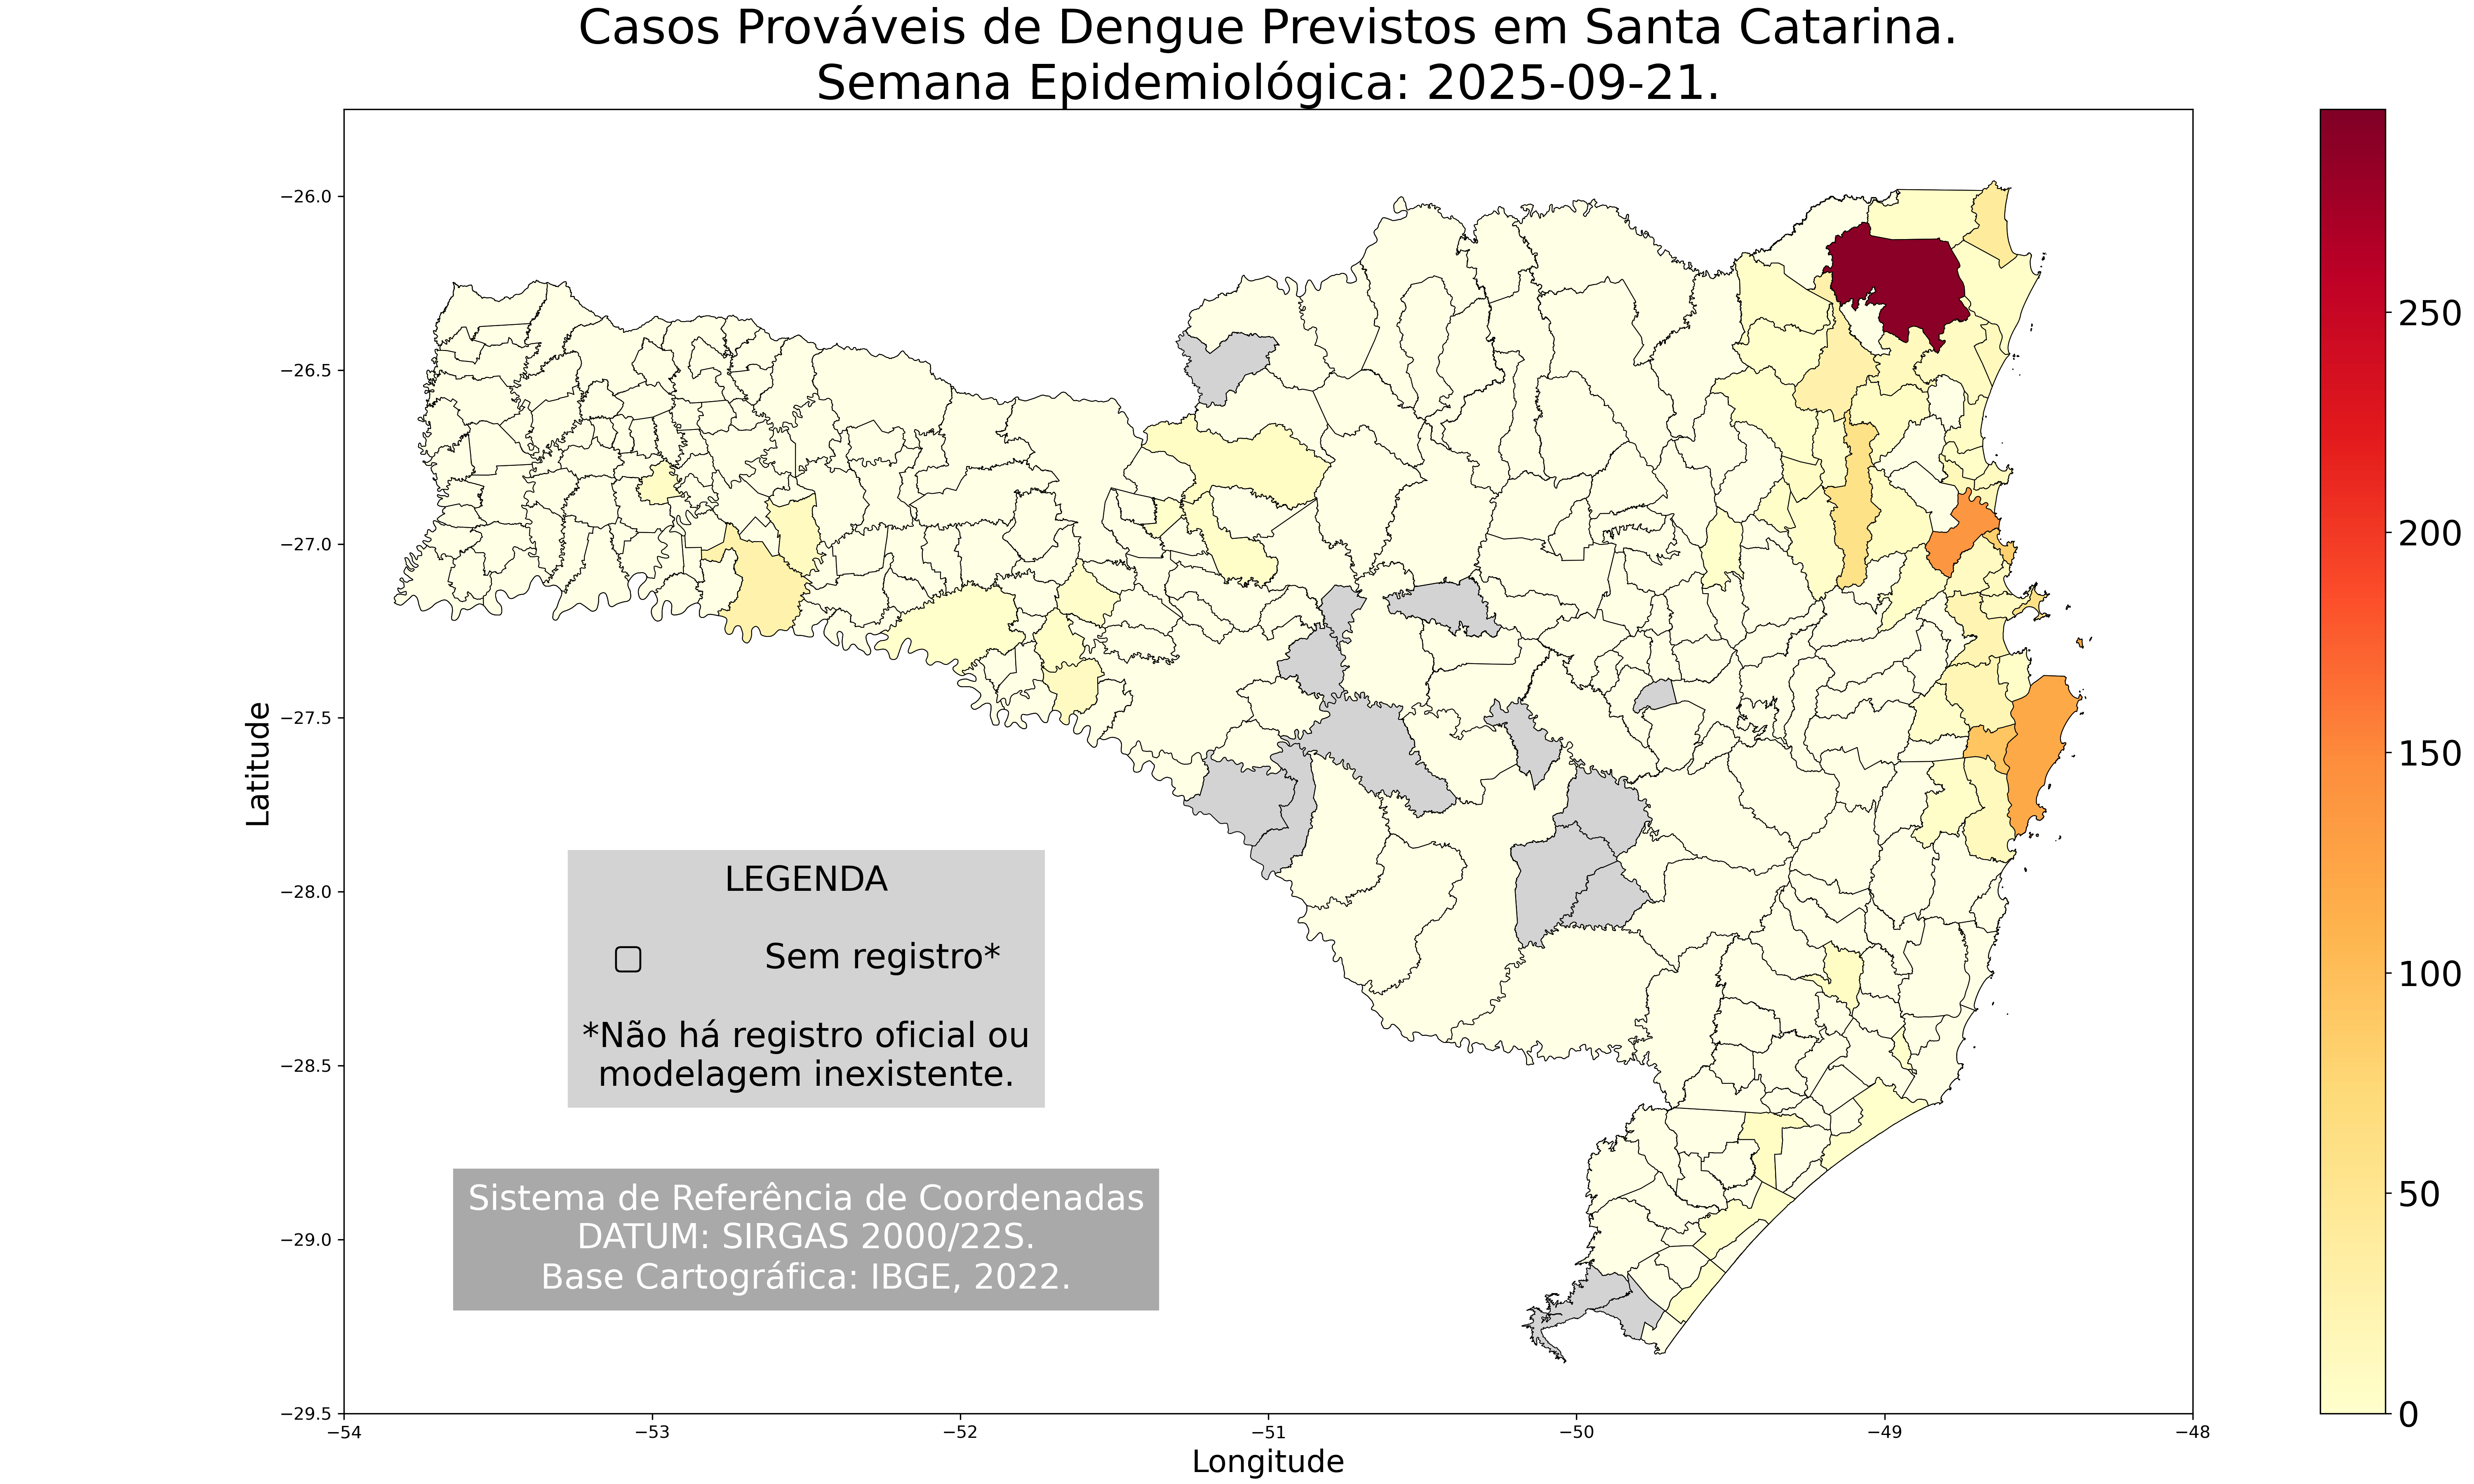 Casos Prováveis de Dengue Previstos em Santa Catarina.
Semana Epidemiológica: 2025-09-21.
Latitude
−26.0
−26.5
−27.0
−27.5
−28.0
−28.5
−29.0
−29.5
LEGENDA
Sem registro*
*Não há registro oficial ou
modelagem inexistente.
Sistema de Referência de Coordenadas
DATUM: SIRGAS 2000/22S.
Base Cartográfica: IBGE, 2022.
−54
−53
−52
−51
−50
−49
−48
Longitude
250
200
150
100
50
0